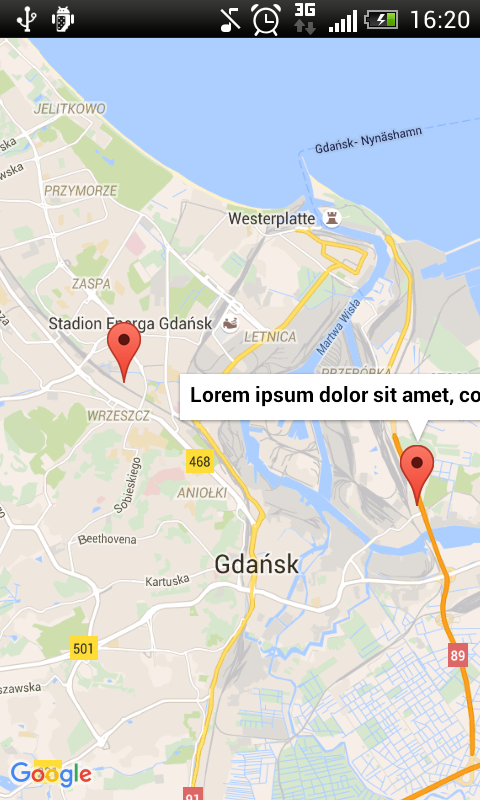 3G
16:20
JELITKOWO
Gdańsk- Nynäshamn
wska
PRZYMORZE
Westerplatte
ZASPA
Martwa Wisła
Stadion Energa Gdańsk
LETNICA
PRZERÓBKA
Lorem ipsum dolor sit amet, co
WRZESZCZ
468
Sobieskiego
ANIOŁKI
Beethovena
Gdańsk
Kartuska
501
89
szawska
Google
91